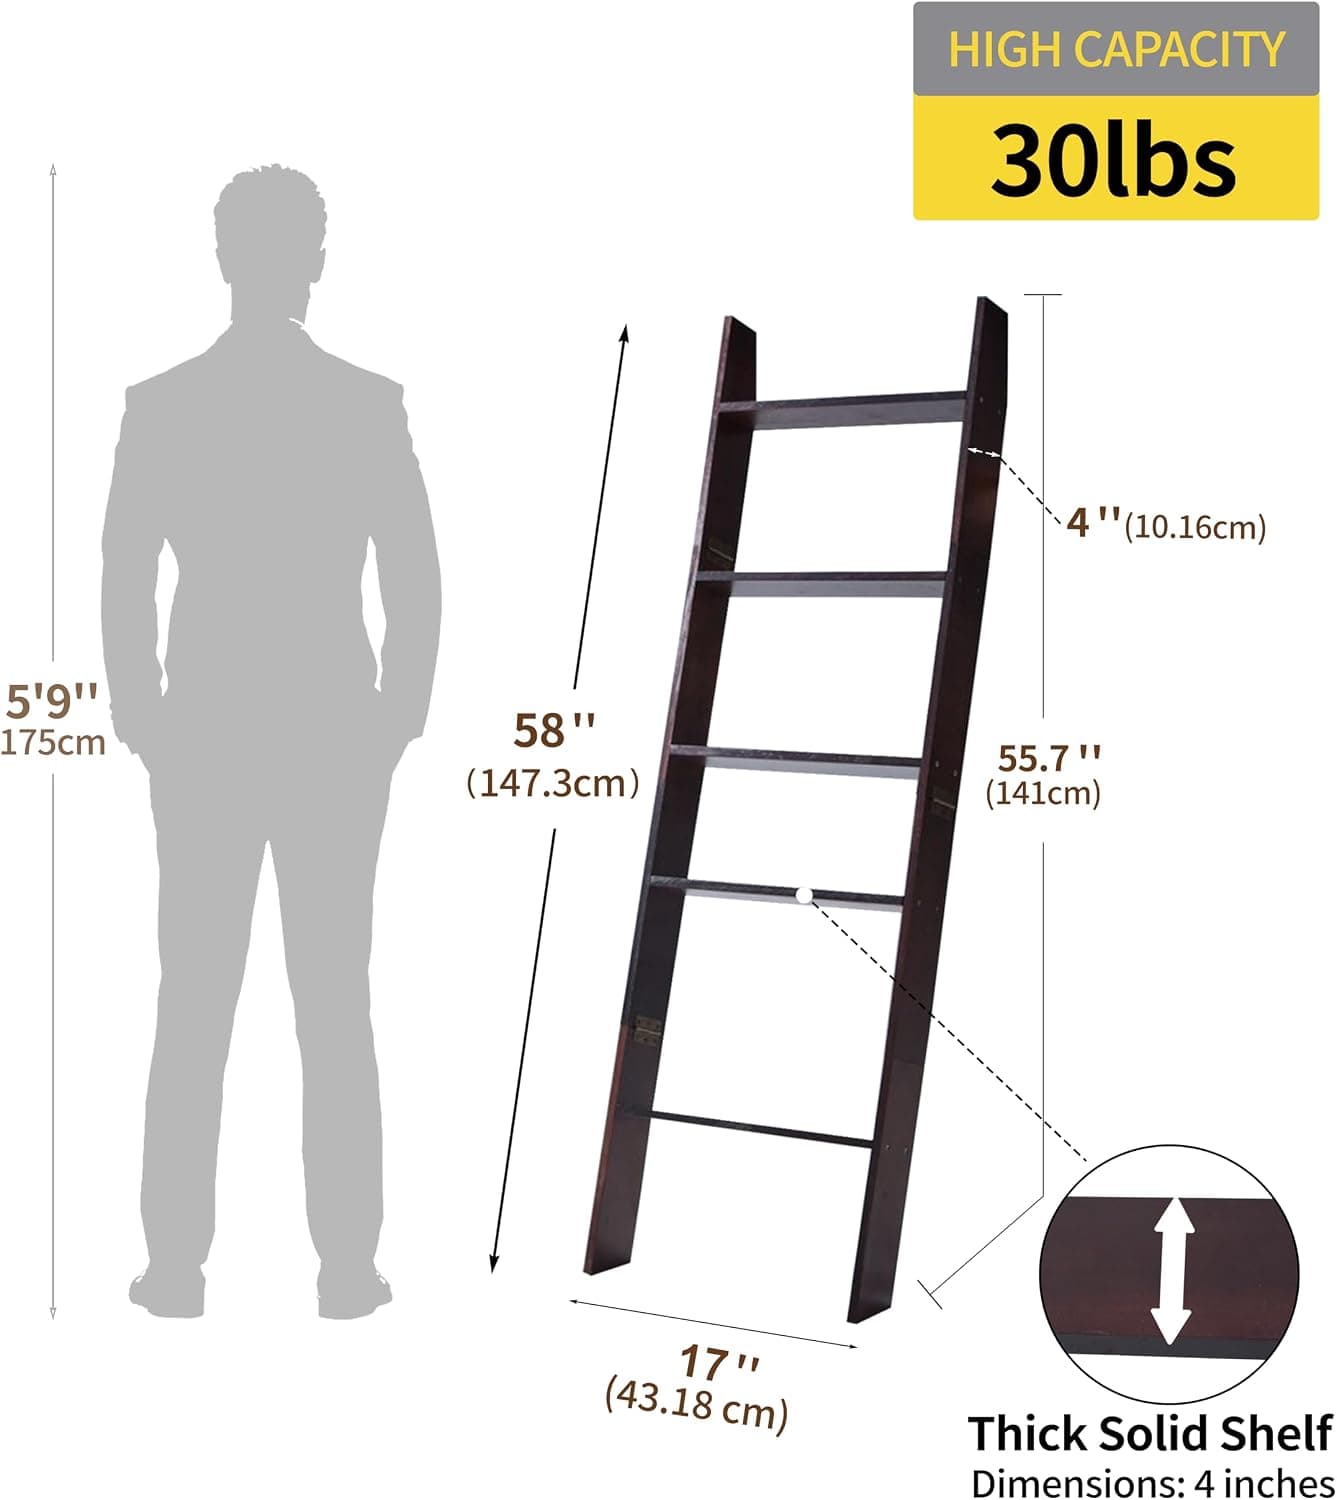 HIGH CAPACITY
30lbs
5'9''
175cm
58''
(147.3cm)
4''(10.16cm)
55.7''
(141cm)
17''
(43.18 cm)
Thick Solid Shelf
Dimensions: 4 inches